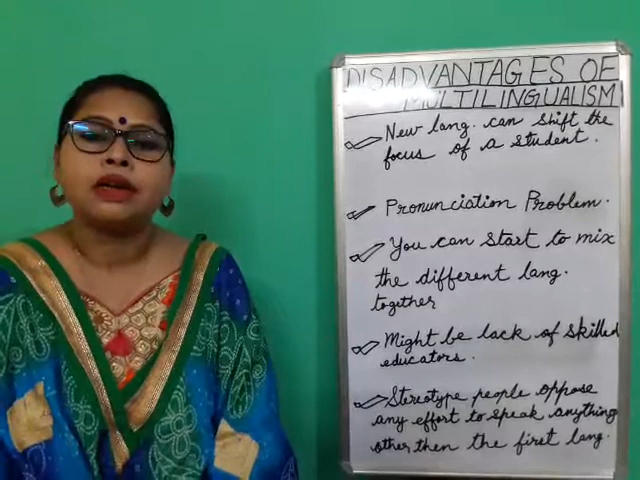 DISADVANTAGES OF
MULTILINGUALISM
New lang. can shift the
focus of a student.
Pronunciation Problem.
You can start to mix
the different lang.
together
Might be lack of skilled
educators.
Stereotype people oppose
any effort to speak anything
other then the first lang.